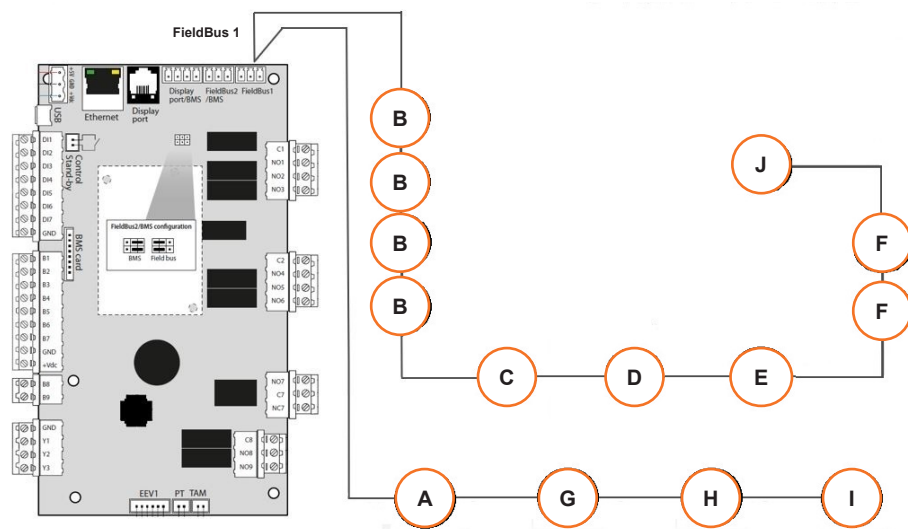 FieldBus 1
+5V GND +Vdc
USB
Ethernet
Display
port
Display
port/BMS
FieldBus2
/BMS
FieldBus1
DI1
DI2
DI3
DI4
DI5
DI6
DI7
GND
Control
Stand-by
C1
NO1
NO2
NO3
FieldBus2/BMS configuration
BMS
Field bus
BMS card
B1
B2
B3
B4
B5
B6
B7
GND
+Vdc
B8
B9
C2
NO4
NO5
NO6
NO7
C7
NC7
GND
Y1
Y2
Y3
C8
NO8
NO9
EEV1
PT
TAM
B
B
B
B
C
D
E
F
F
J
A
G
H
I